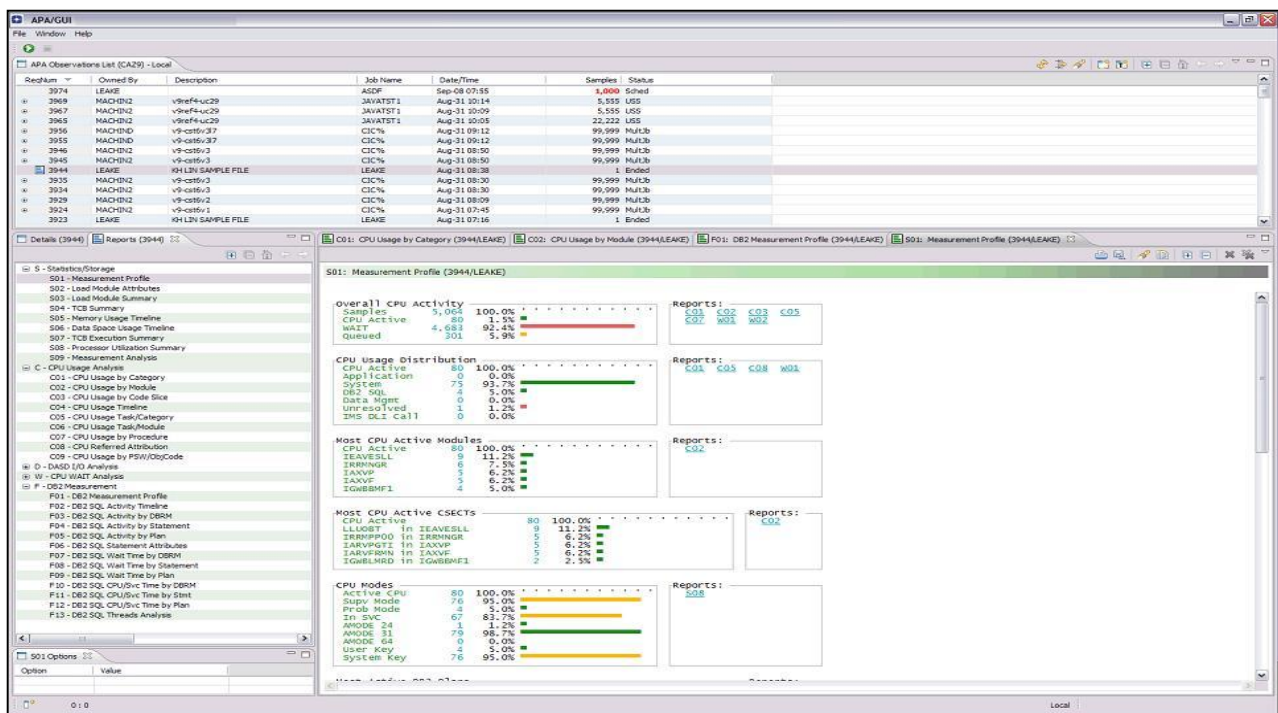 APA/GUI
File Window Help
APA Observations List (CAZ9) - Local
ReqNum Owned By Description Job Name Date/Time Samples Status
3974 LEAKE ASDF Sep-08 07:55 1,000 Sched
3969 MACHIN2 v9ref4-uc29 JAVATST1 Aug-31 10:14 5,555 USS
3967 MACHIN2 v9ref4-uc29 JAVATST1 Aug-31 10:09 5,555 USS
3965 MACHIN2 v9ref4-uc29 JAVATST1 Aug-31 10:05 22,222 USS
3956 MACHIND v9-cst6v3l7 CIC% Aug-31 09:12 99,999 MultJb
3955 MACHIND v9-cst6v3l7 CIC% Aug-31 09:12 99,999 MultJb
3946 MACHIN2 v9-cst6v3 CIC% Aug-31 08:50 99,999 MultJb
3945 MACHIN2 v9-cst6v3 CIC% Aug-31 08:50 99,999 MultJb
3944 LEAKE KH LIN SAMPLE FILE LEAKE Aug-31 08:38 1 Ended
3935 MACHIN2 v9-cst6v3 CIC% Aug-31 08:30 99,999 MultJb
3934 MACHIN2 v9-cst6v3 CIC% Aug-31 08:30 99,999 MultJb
3929 MACHIN2 v9-cst6v2 CIC% Aug-31 08:09 99,999 MultJb
3924 MACHIN2 v9-cst6v1 CIC% Aug-31 07:45 99,999 MultJb
3923 LEAKE KH LIN SAMPLE FILE LEAKE Aug-31 07:16 1 Ended
Details (3944) Reports (3944)
S - Statistics/Storage
S01 - Measurement Profile
S02 - Load Module Attributes
S03 - Load Module Summary
S04 - TCB Summary
S05 - Memory Usage Timeline
S06 - Data Space Usage Timeline
S07 - TCB Execution Summary
S08 - Processor Utilization Summary
S09 - Measurement Analysis
C - CPU Usage Analysis
C01 - CPU Usage by Category
C02 - CPU Usage by Module
C03 - CPU Usage by Code Slice
C04 - CPU Usage Timeline
C05 - CPU Usage Task/Category
C06 - CPU Usage Task/Module
C07 - CPU Usage by Procedure
C08 - CPU Referred Attribution
C09 - CPU Usage by PSW/ObjCode
D - DASD I/O Analysis
W - CPU WAIT Analysis
F - DB2 Measurement
F01 - DB2 Measurement Profile
F02 - DB2 SQL Activity Timeline
F03 - DB2 SQL Activity by DBRM
F04 - DB2 SQL Activity by Statement
F05 - DB2 SQL Activity by Plan
F06 - DB2 SQL Statement Attributes
F07 - DB2 SQL Wait Time by DBRM
F08 - DB2 SQL Wait Time by Statement
F09 - DB2 SQL Wait Time by Plan
F10 - DB2 SQL CPU/Svc Time by DBRM
F11 - DB2 SQL CPU/Svc Time by Stmt
F12 - DB2 SQL CPU/Svc Time by Plan
F13 - DB2 SQL Threads Analysis
S01 Options
Option Value
C01: CPU Usage by Category (3944/LEAKE) C02: CPU Usage by Module (3944/LEAKE) F01: DB2 Measurement Profile (3944/LEAKE) S01: Measurement Profile (3944/LEAKE)
S01: Measurement Profile (3944/LEAKE)
Overall CPU Activity Reports:
Samples 5,064 100.0% C01 C02 C03 C05
CPU Active 80 1.5% C07 W01 W02
WAIT 4,683 92.4%
Queued 301 5.9%
CPU Usage Distribution Reports:
CPU Active 80 100.0% C01 C05 C08 W01
Application 0 0.0%
System 75 93.7%
DB2 SQL 4 5.0%
Data Mgmt 0 0.0%
Unresolved 1 1.2%
IMS DLI Call 0 0.0%
Most CPU Active Modules Reports:
CPU Active 80 100.0% C02
IEAVESLL 9 11.2%
IRRMNGR 6 7.5%
IAXVP 5 6.2%
IAXVF 5 6.2%
IGWBBMF1 4 5.0%
Most CPU Active CSECTs Reports:
CPU Active 80 100.0% C02
LLUOBT in IEAVESLL 9 11.2%
IRRMPP00 in IRRMNGR 5 6.2%
IARVPGTI in IAXVP 5 6.2%
IARVFRMN in IAXVF 5 6.2%
IGWBLMRD in IGWBBMF1 2 2.5%
CPU Modes Reports:
Active CPU 80 100.0% S08
Supv Mode 76 95.0%
Prob Mode 4 5.0%
In SVC 67 83.7%
AMODE 24 1 1.2%
AMODE 31 79 98.7%
AMODE 64 0 0.0%
User Key 4 5.0%
System Key 76 95.0%
0 : 0 Local